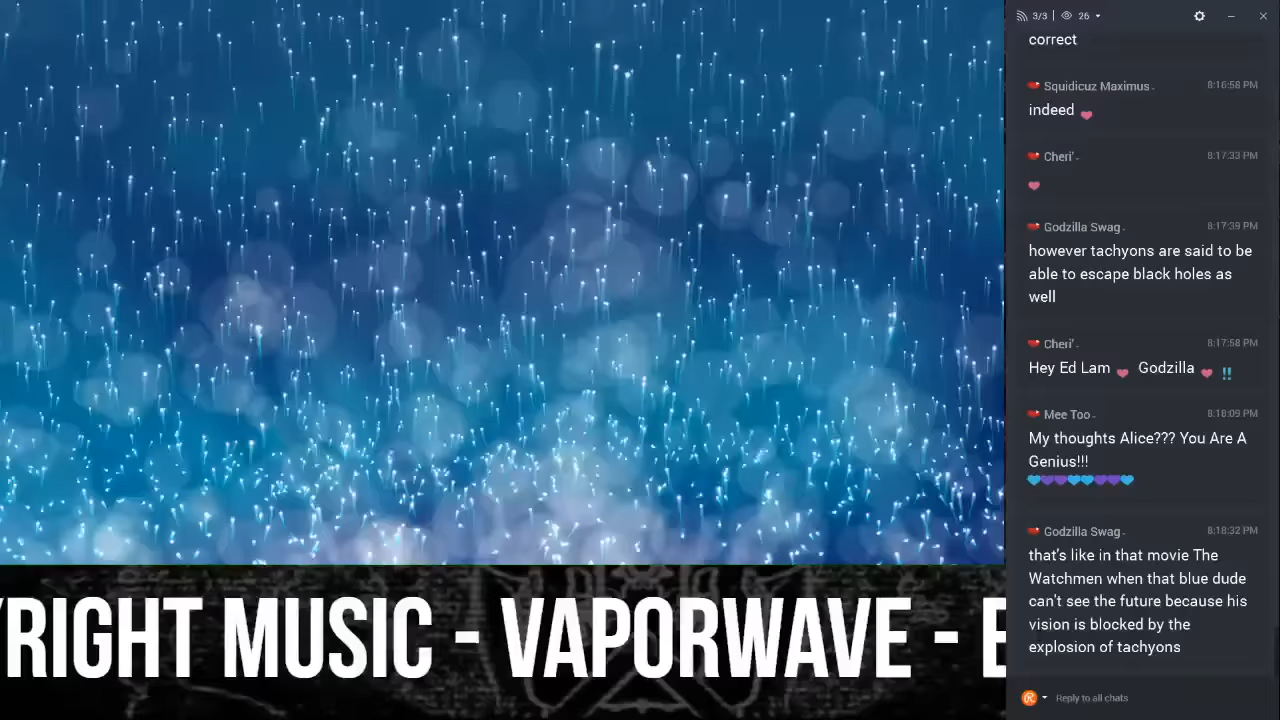 3/3 26
correct
Squidicuz Maximus - 8:16:58 PM
indeed
Cheri' - 8:17:33 PM
Godzilla Swag - 8:17:39 PM
however tachyons are said to be
able to escape black holes as
well
Cheri' - 8:17:58 PM
Hey Ed Lam Godzilla ‼
Mee Too - 8:18:09 PM
My thoughts Alice??? You Are A
Genius!!!
Godzilla Swag - 8:18:32 PM
that's like in that movie The
Watchmen when that blue dude
can't see the future because his
vision is blocked by the
explosion of tachyons
Reply to all chats
RIGHT MUSIC - VAPORWAVE -